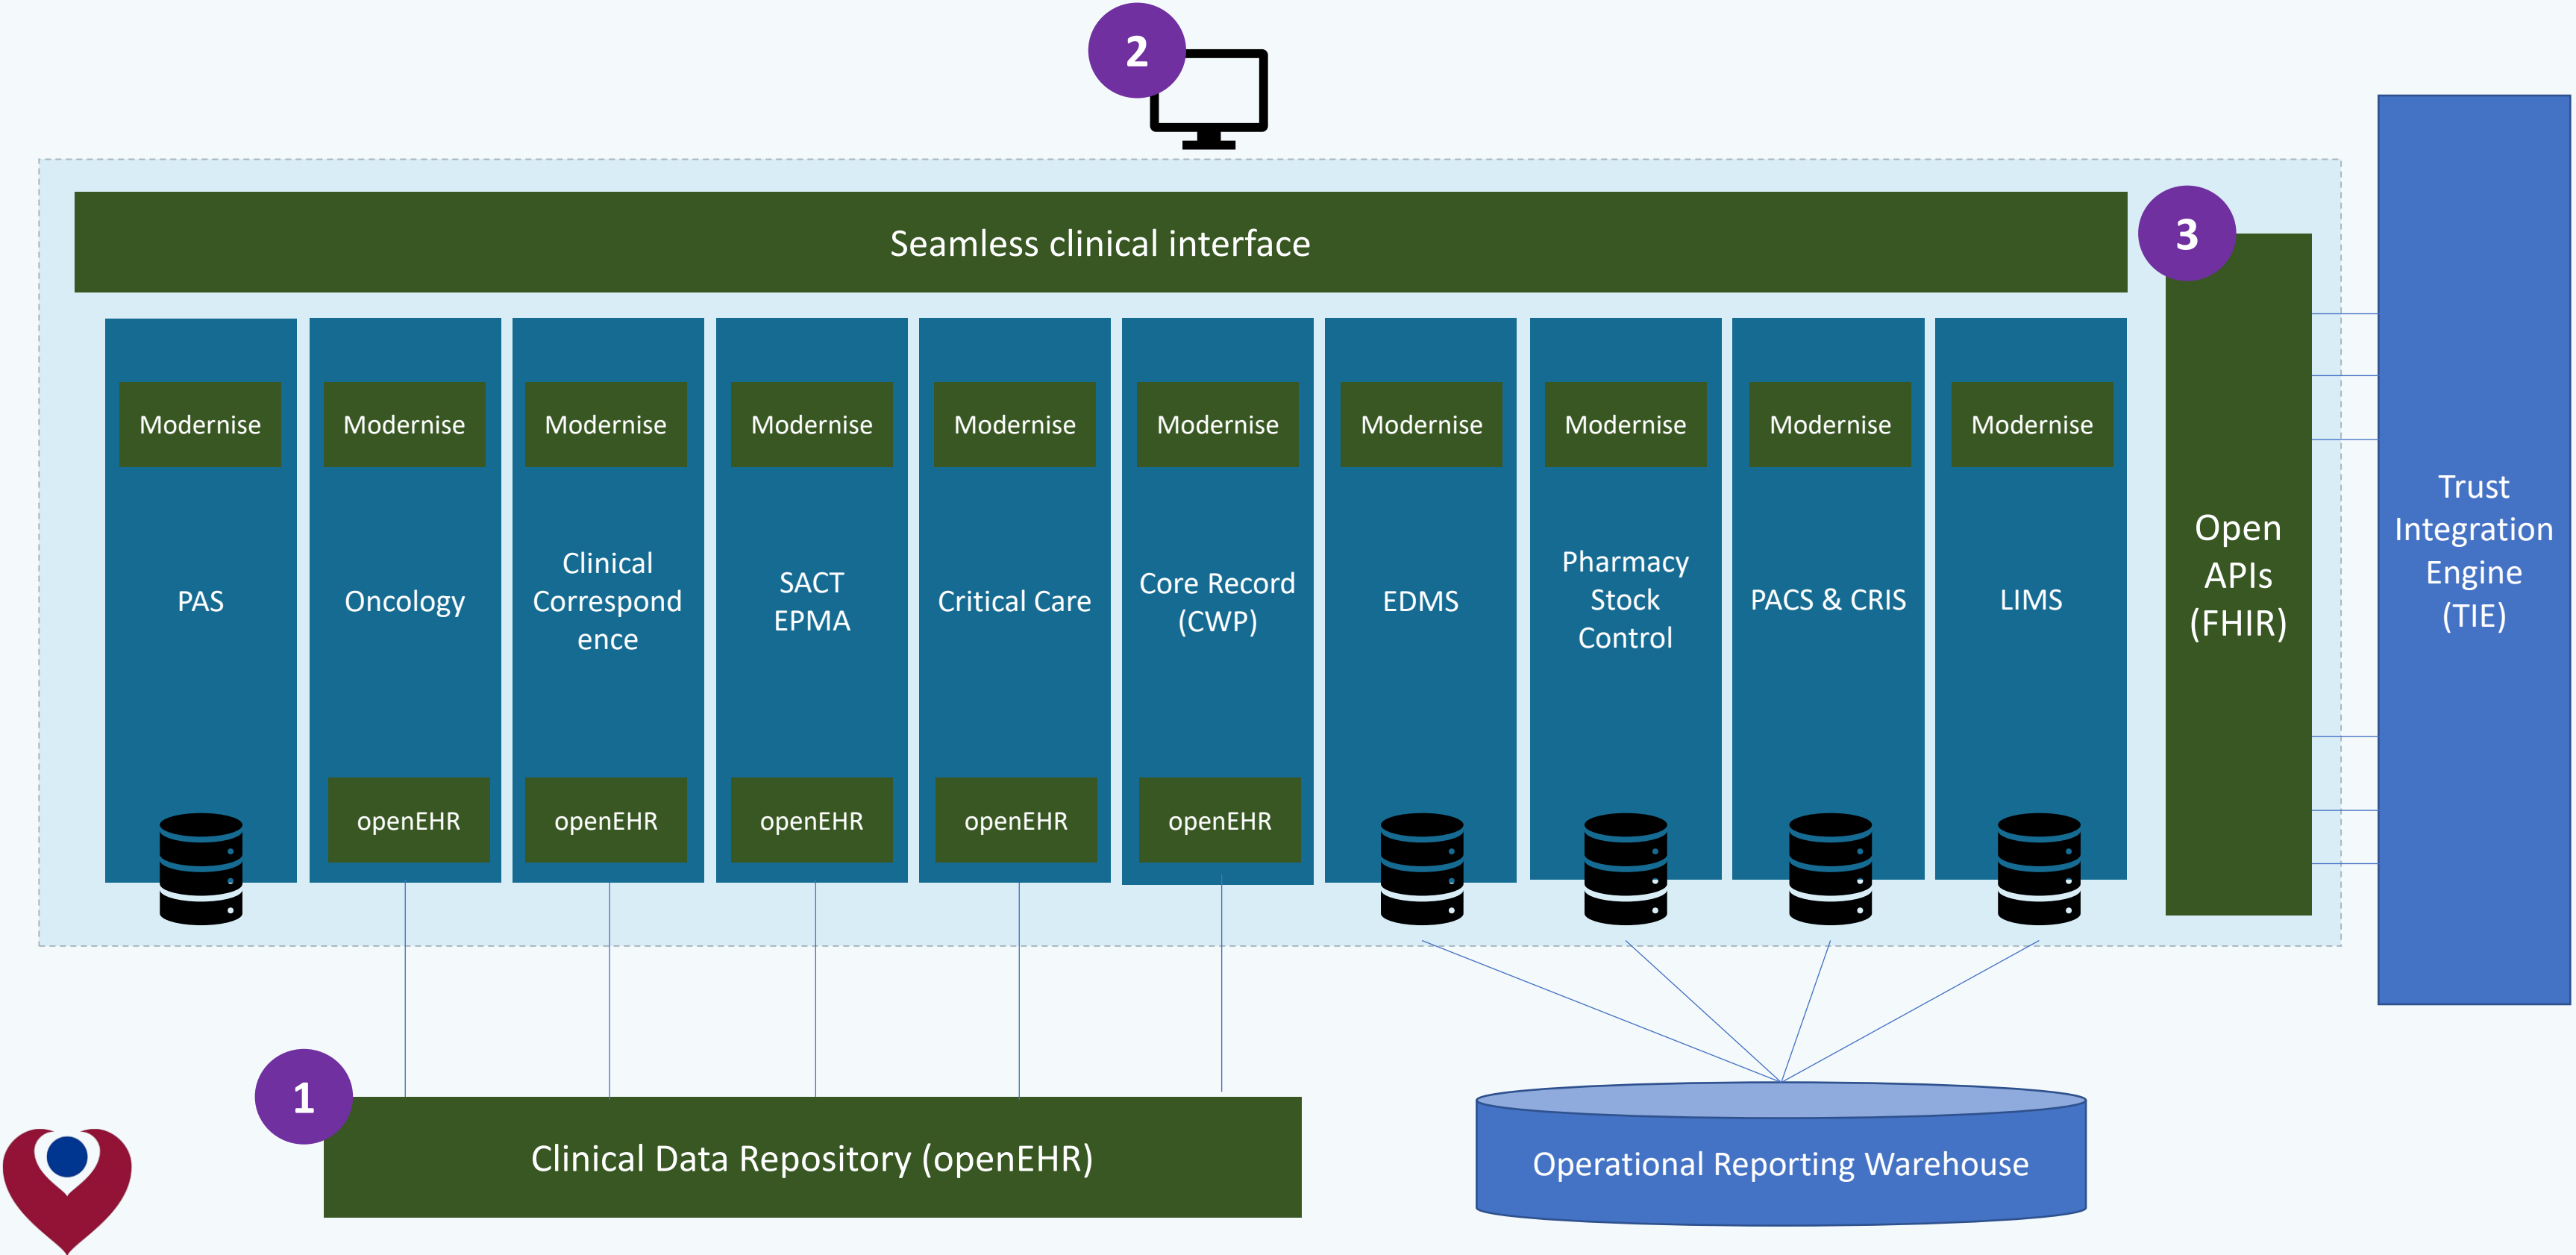 2
Seamless clinical interface
3
Modernise
Modernise
Modernise
Modernise
Modernise
Modernise
Modernise
Modernise
Modernise
Modernise
PAS
Oncology
Clinical
Correspond
ence
SACT
EPMA
Critical Care
Core Record
(CWP)
EDMS
Pharmacy
Stock
Control
PACS & CRIS
LIMS
Open
APIs
(FHIR)
Trust
Integration
Engine
(TIE)
openEHR
openEHR
openEHR
openEHR
openEHR
1
Clinical Data Repository (openEHR)
Operational Reporting Warehouse